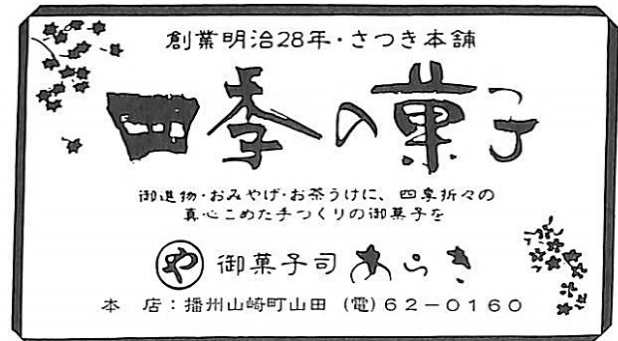 創業明治28年・さつき本舗
四季の菓子
御進物・おみやげ・お茶うけに、四季折々の
真心こめた手つくりの御菓子を
や 御菓子司 あらき
本 店：播州山崎町山田 (電) 62-0160